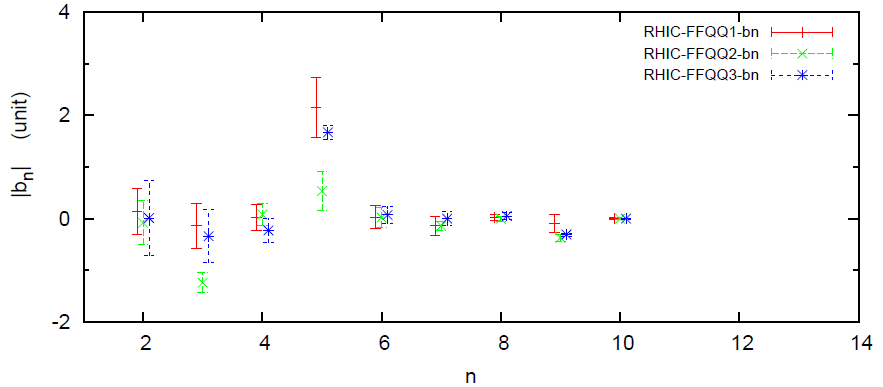 4
2
0
-2
|bn| (unit)
RHIC-FFQQ1-bn
RHIC-FFQQ2-bn
RHIC-FFQQ3-bn
2 4 6 8 10 12 14
n